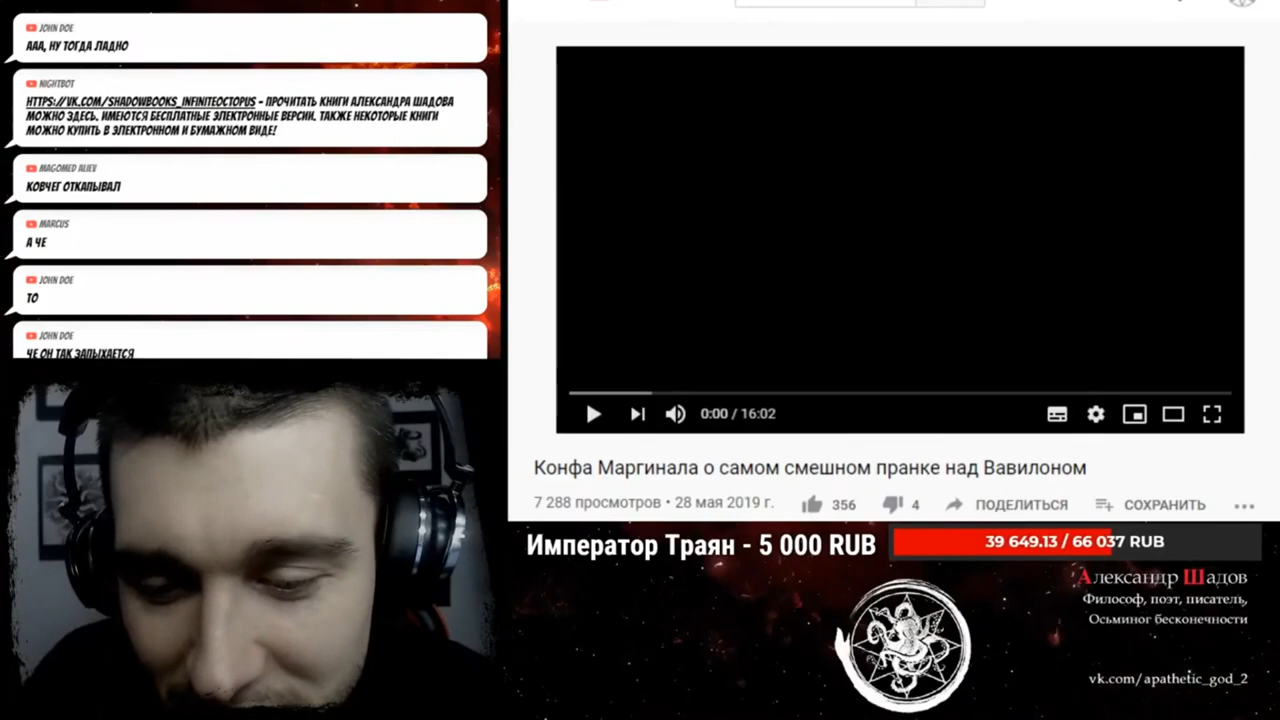 JOHN DOE
ААА, НУ ТОГДА ЛАДНО
NIGHTBOT
HTTPS://VK.COM/SHADOWBOOKS_INFINITEOCTOPUS - ПРОЧИТАТЬ КНИГИ АЛЕКСАНДРА ШАДОВА
МОЖНО ЗДЕСЬ. ИМЕЮТСЯ БЕСПЛАТНЫЕ ЭЛЕКТРОННЫЕ ВЕРСИИ. ТАКЖЕ НЕКОТОРЫЕ КНИГИ
МОЖНО КУПИТЬ В ЭЛЕКТРОННОМ И БУМАЖНОМ ВИДЕ!
MAGOMED ALIEV
КОВЧЕГ ОТКАПЫВАЛ
MARCUS
А ЧЕ
JOHN DOE
ТО
JOHN DOE
ЧЕ ОН ТАК ЗАПЫХАЕТСЯ
0:00 / 16:02
Конфа Маргинала о самом смешном пранке над Вавилоном
7 288 просмотров • 28 мая 2019 г. 356 4 ПОДЕЛИТЬСЯ СОХРАНИТЬ
Император Траян - 5 000 RUB
39 649.13 / 66 037 RUB
Александр Шадов
Философ, поэт, писатель,
Осьминог бесконечности
vk.com/apathetic_god_2